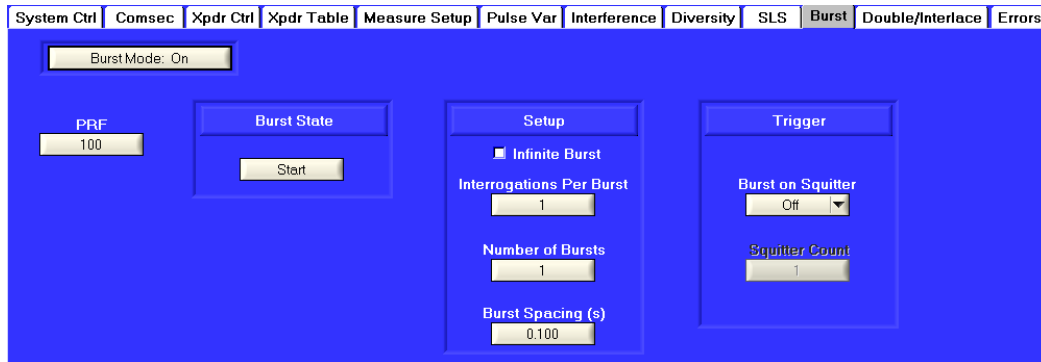 System Ctrl Comsec Xpdr Ctrl Xpdr Table Measure Setup Pulse Var Interference Diversity SLS Burst Double/Interlace Errors
Burst Mode: On
PRF
100
Burst State
Start
Setup
Infinite Burst
Interrogations Per Burst
1
Number of Bursts
1
Burst Spacing (s)
0.100
Trigger
Burst on Squitter
Off
Squitter Count
1